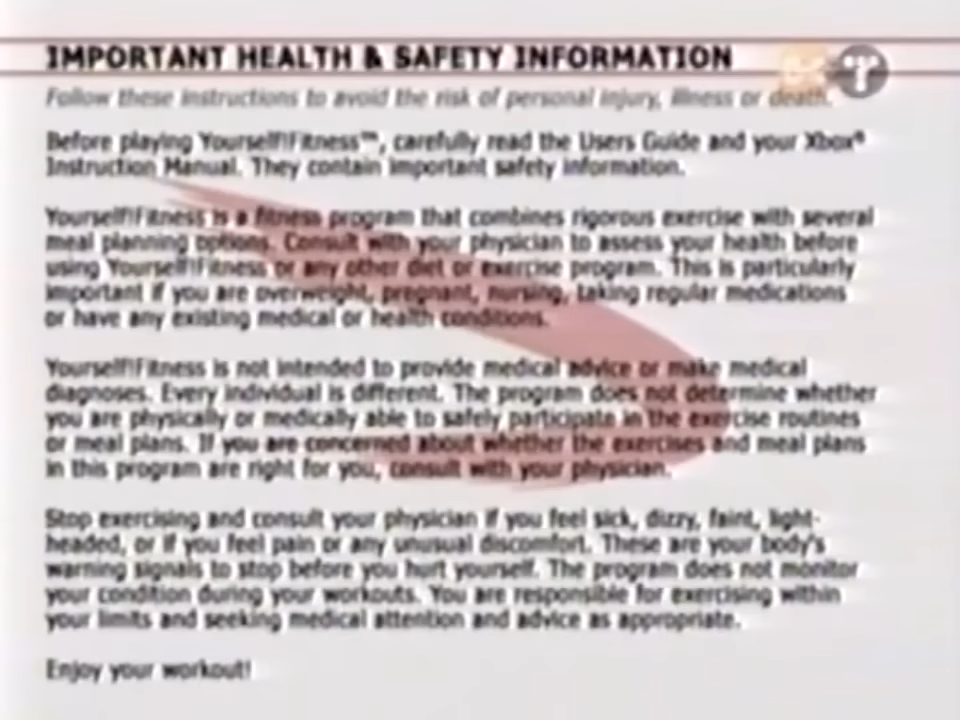 IMPORTANT HEALTH & SAFETY INFORMATION
Follow these instructions to avoid the risk of personal injury, illness or death.
Before playing Yourself!Fitness™, carefully read the Users Guide and your Xbox®
Instruction Manual. They contain important safety information.
Yourself!Fitness is a fitness program that combines rigorous exercise with several
meal planning options. Consult with your physician to assess your health before
using Yourself!Fitness or any other diet or exercise program. This is particularly
important if you are overweight, pregnant, nursing, taking regular medications
or have any existing medical or health conditions.
Yourself!Fitness is not intended to provide medical advice or make medical
diagnoses. Every individual is different. The program does not determine whether
you are physically or medically able to safely participate in the exercise routines
or meal plans. If you are concerned about whether the exercises and meal plans
in this program are right for you, consult with your physician.
Stop exercising and consult your physician if you feel sick, dizzy, faint, light-
headed, or if you feel pain or any unusual discomfort. These are your body's
warning signals to stop before you hurt yourself. The program does not monitor
your condition during your workouts. You are responsible for exercising within
your limits and seeking medical attention and advice as appropriate.
Enjoy your workout!